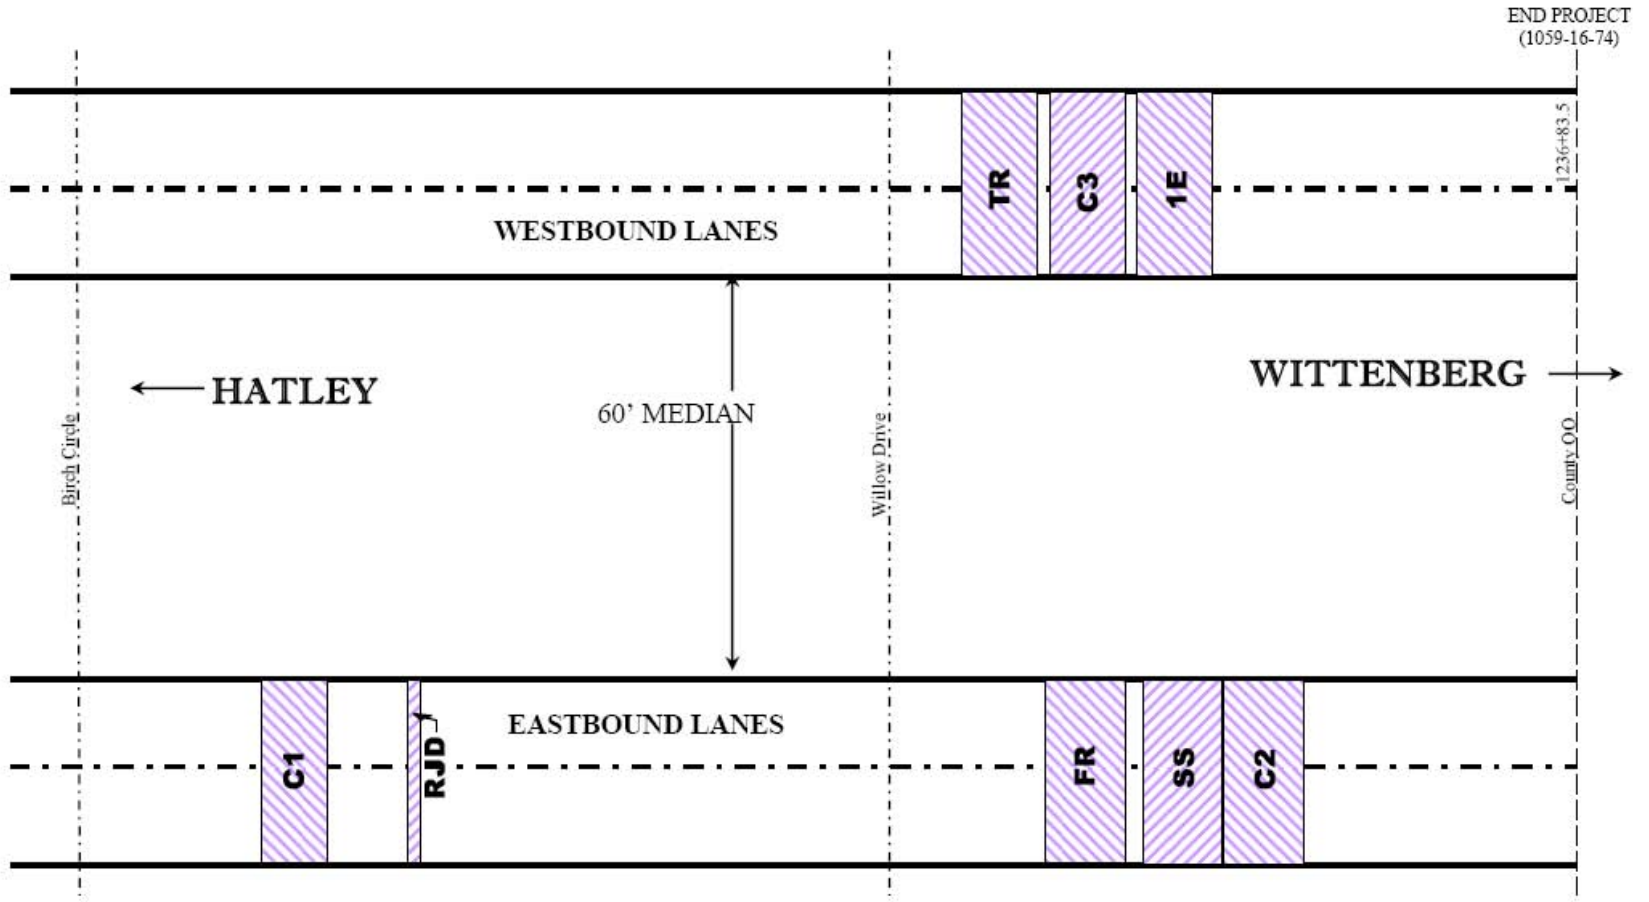 END PROJECT
(1059-16-74)
1236+83.5
TR
C3
1E
WESTBOUND LANES
HATLEY
WITTENBERG
60’ MEDIAN
Birch Circle
Willow Drive
County OO
EASTBOUND LANES
C1
RJD
FR
SS
C2